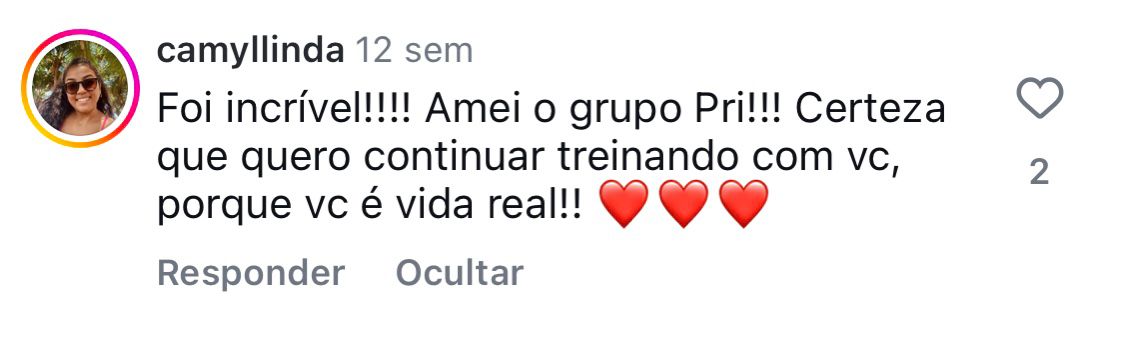 camyllinda 12 sem
Foi incrível!!!! Amei o grupo Pri!!! Certeza
que quero continuar treinando com vc,
porque vc é vida real!! ❤️❤️❤️
2
Responder Ocultar